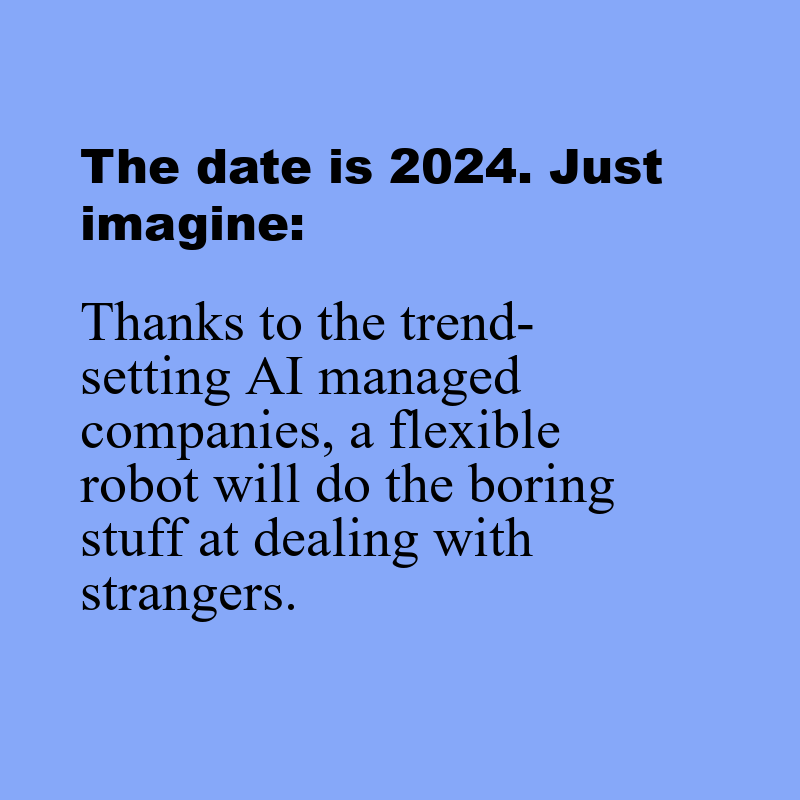 The date is 2024. Just
imagine:
Thanks to the trend-
setting AI managed
companies, a flexible
robot will do the boring
stuff at dealing with
strangers.